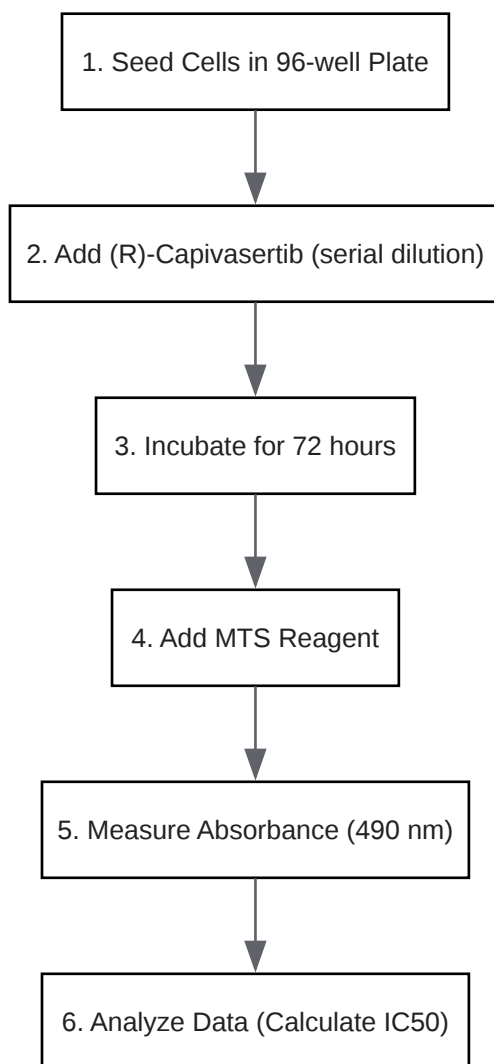 1. Seed Cells in 96-well Plate
2. Add (R)-Capivasertib (serial dilution)
3. Incubate for 72 hours
4. Add MTS Reagent
5. Measure Absorbance (490 nm)
6. Analyze Data (Calculate IC50)